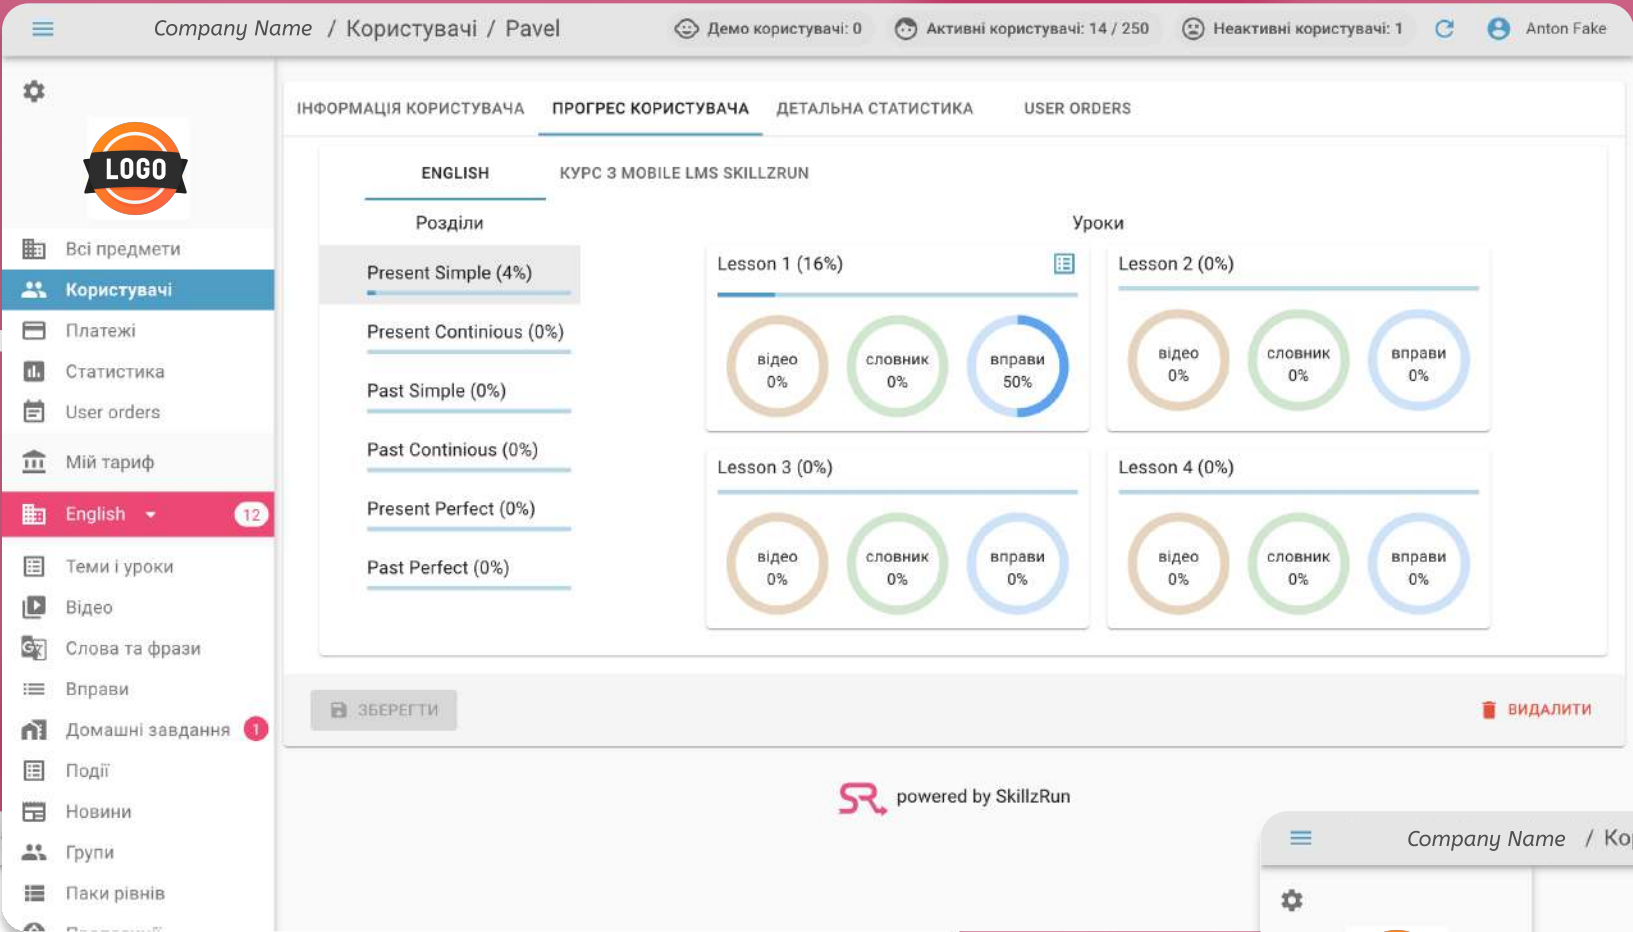 Company Name / Користувачі / Pavel
Демо користувачі: 0
Активні користувачі: 14 / 250
Неактивні користувачі: 1
Anton Fake
LOGO
Всі предмети
Користувачі
Платежі
Статистика
User orders
Мій тариф
English
12
Теми і уроки
Відео
Слова та фрази
Вправи
Домашні завдання
1
Події
Новини
Групи
Паки рівнів
ІНФОРМАЦІЯ КОРИСТУВАЧА
ПРОГРЕС КОРИСТУВАЧА
ДЕТАЛЬНА СТАТИСТИКА
USER ORDERS
ENGLISH
КУРС З MOBILE LMS SKILLZRUN
Розділи
Present Simple (4%)
Present Continious (0%)
Past Simple (0%)
Past Continious (0%)
Present Perfect (0%)
Past Perfect (0%)
Уроки
Lesson 1 (16%)
відео
0%
словник
0%
вправи
50%
Lesson 2 (0%)
відео
0%
словник
0%
вправи
0%
Lesson 3 (0%)
відео
0%
словник
0%
вправи
0%
Lesson 4 (0%)
відео
0%
словник
0%
вправи
0%
ЗБЕРЕГТИ
ВИДАЛИТИ
SR
powered by SkillzRun
Company Name /